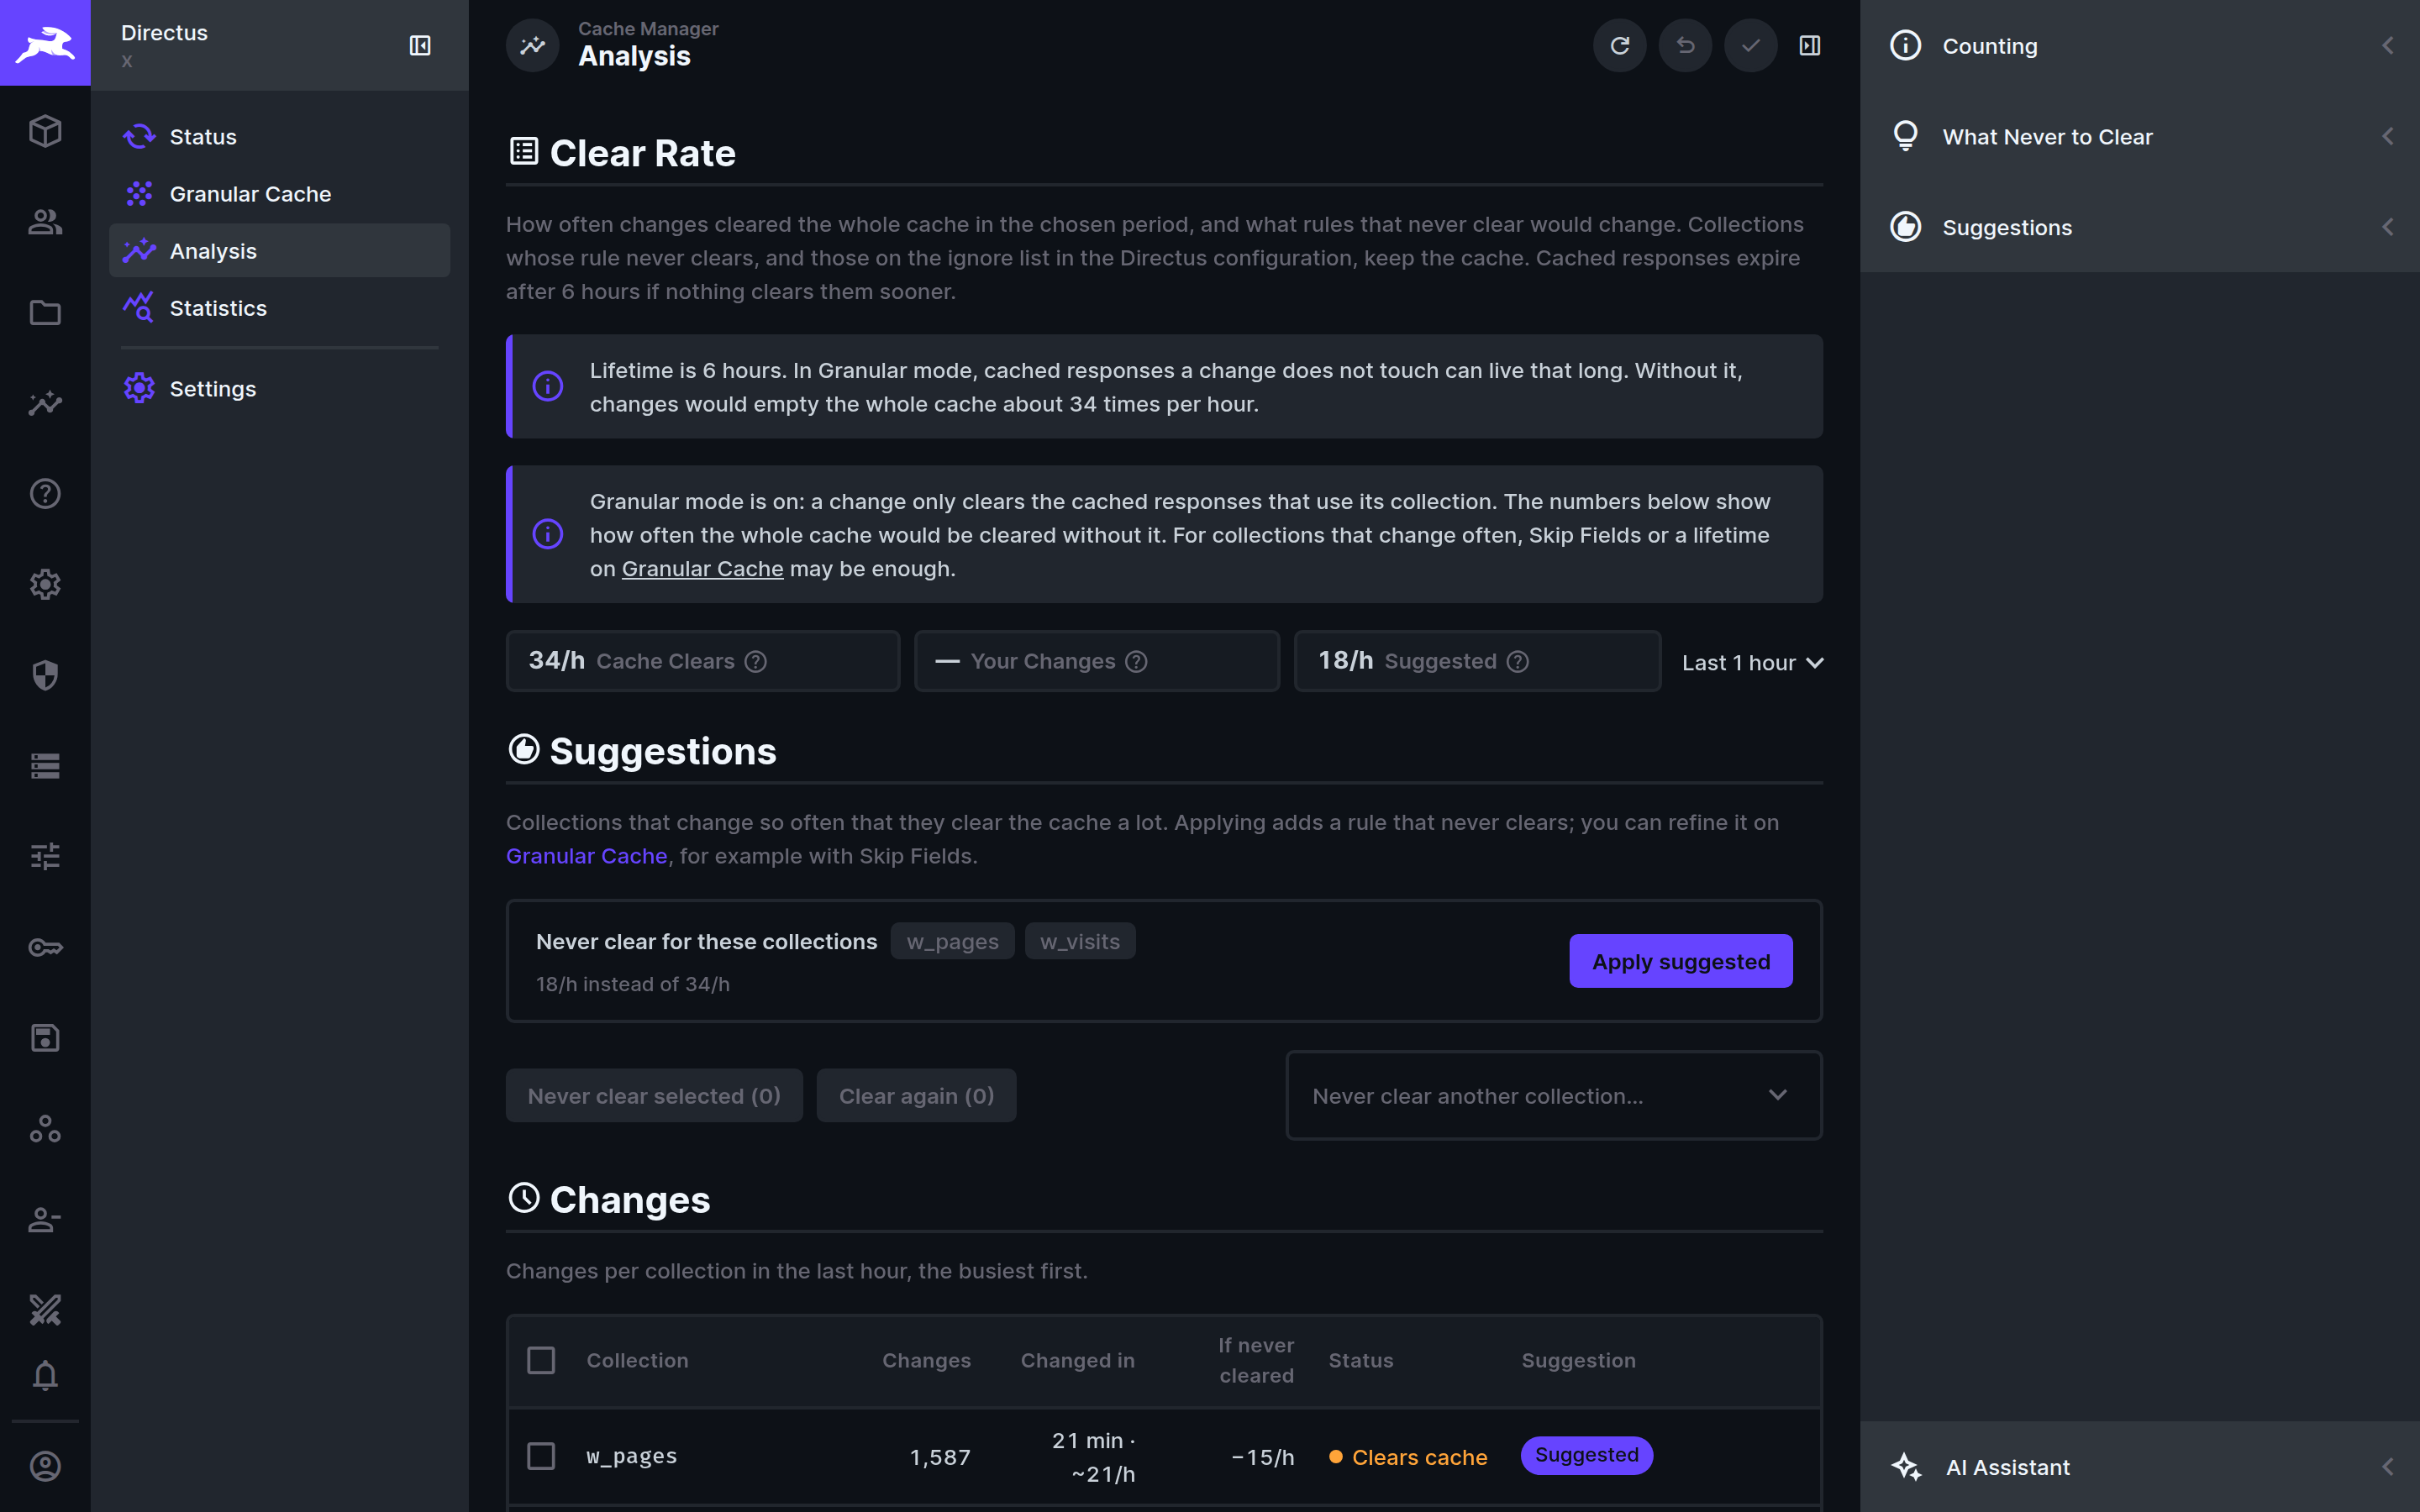 Directus
X
Status
Granular Cache
Analysis
Statistics
Settings
Cache Manager
Analysis
Clear Rate
How often changes cleared the whole cache in the chosen period, and what rules that never clear would change. Collections
whose rule never clears, and those on the ignore list in the Directus configuration, keep the cache. Cached responses expire
after 6 hours if nothing clears them sooner.
Lifetime is 6 hours. In Granular mode, cached responses a change does not touch can live that long. Without it,
changes would empty the whole cache about 34 times per hour.
Granular mode is on: a change only clears the cached responses that use its collection. The numbers below show
how often the whole cache would be cleared without it. For collections that change often, Skip Fields or a lifetime
on Granular Cache may be enough.
34/h Cache Clears
— Your Changes
18/h Suggested
Last 1 hour
Suggestions
Collections that change so often that they clear the cache a lot. Applying adds a rule that never clears; you can refine it on
Granular Cache, for example with Skip Fields.
Never clear for these collections w_pages w_visits
18/h instead of 34/h
Apply suggested
Never clear selected (0)
Clear again (0)
Never clear another collection...
Changes
Changes per collection in the last hour, the busiest first.
Collection
Changes
Changed in
If never
cleared
Status
Suggestion
w_pages
1,587
21 min ·
~21/h
−15/h
Clears cache
Suggested
Counting
What Never to Clear
Suggestions
AI Assistant